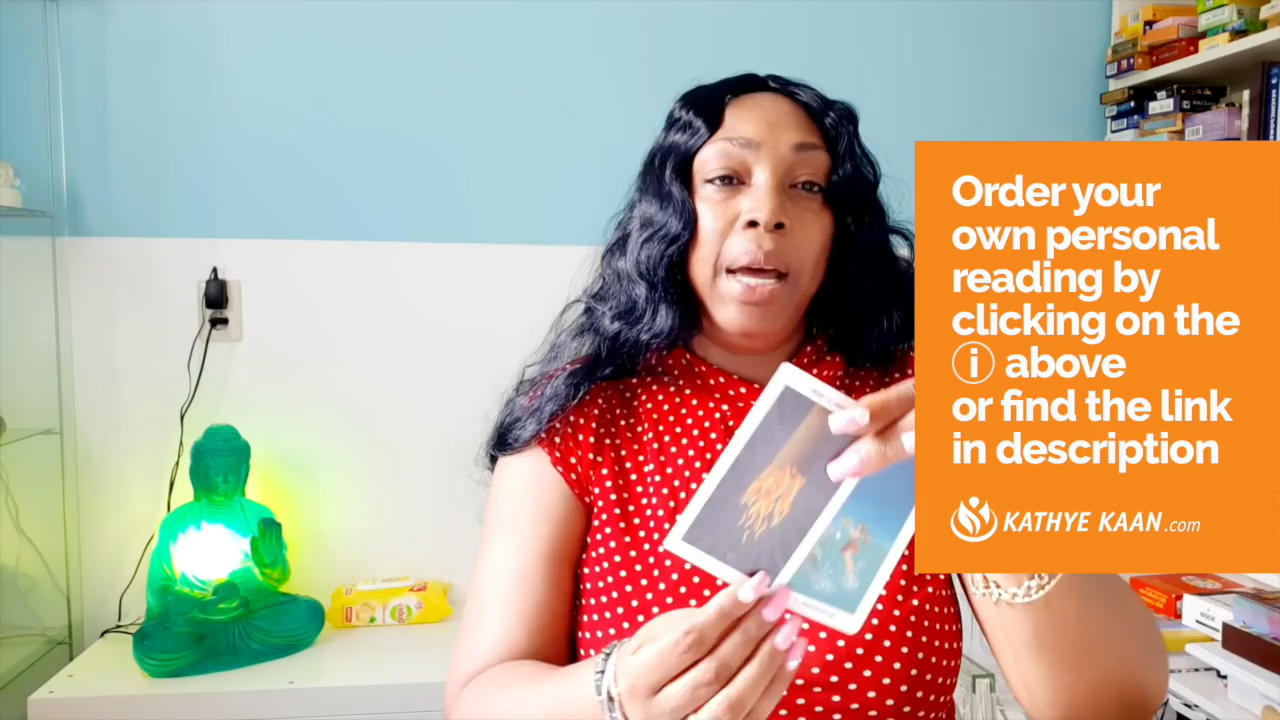 Order your
own personal
reading by
clicking on the
i above
or find the link
in description
KATHYE KAAN.com